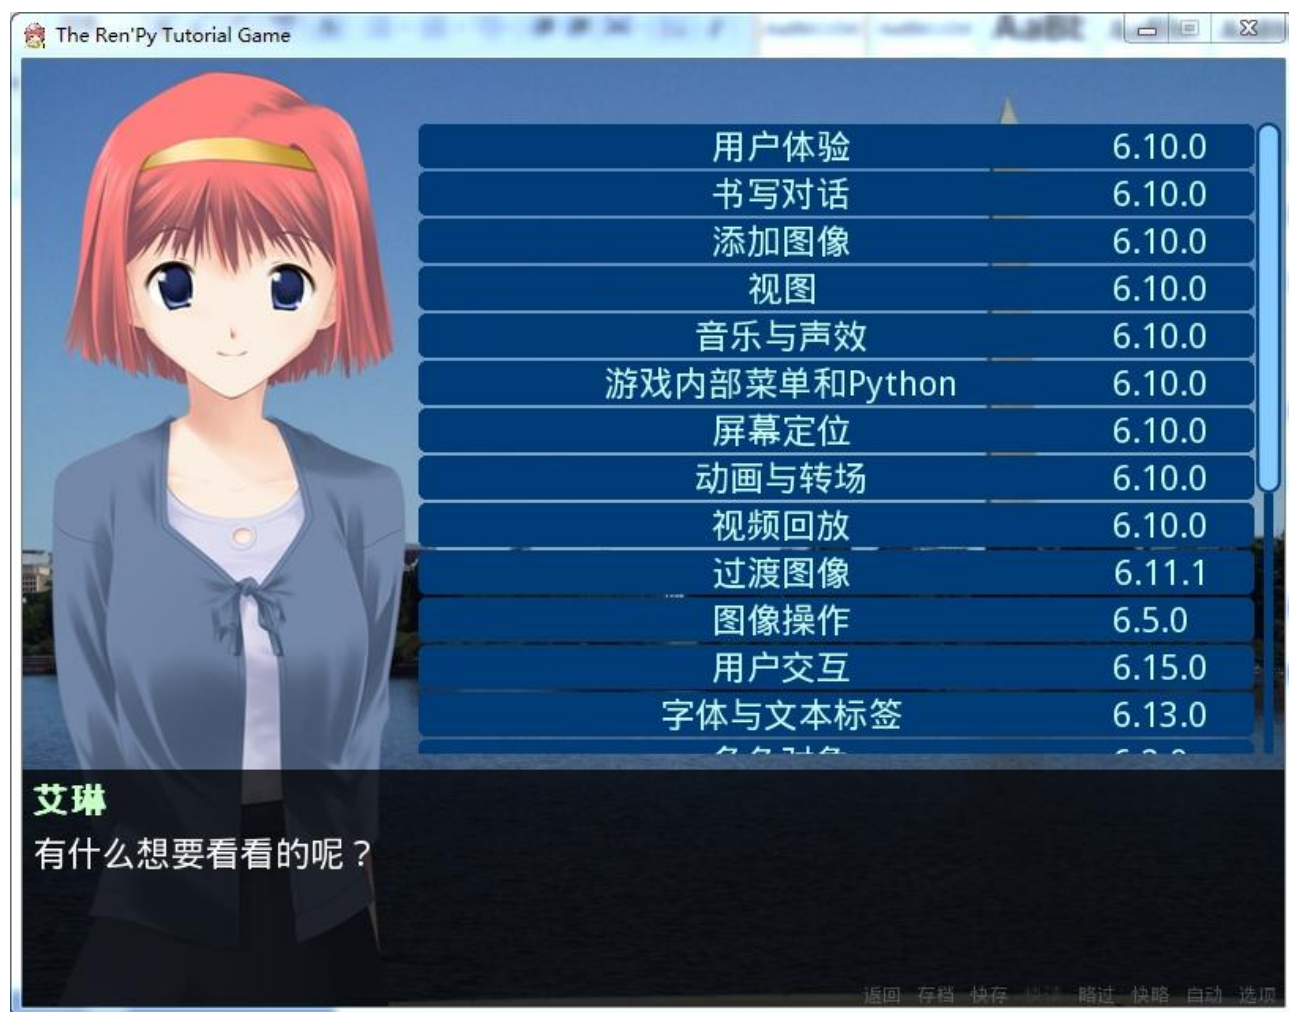 The Ren'Py Tutorial Game
用户体验 6.10.0
书写对话 6.10.0
添加图像 6.10.0
视图 6.10.0
音乐与声效 6.10.0
游戏内部菜单和Python 6.10.0
屏幕定位 6.10.0
动画与转场 6.10.0
视频回放 6.10.0
过渡图像 6.11.1
图像操作 6.5.0
用户交互 6.15.0
字体与文本标签 6.13.0
艾琳
有什么想要看看的呢？
返回 存档 快存 快读 略过 快略 自动 选项